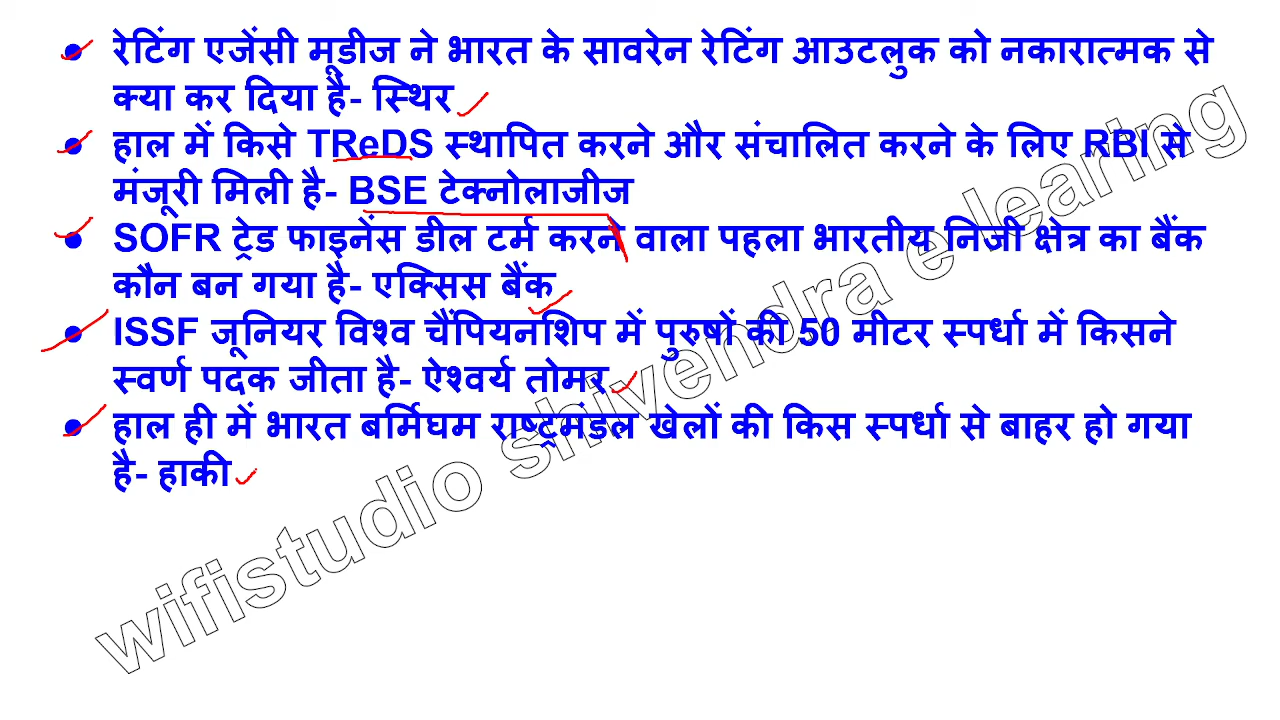 ● रेटिंग एजेंसी मूडीज ने भारत के सावरेन रेटिंग आउटलुक को नकारात्मक से
क्या कर दिया है- स्थिर
● हाल में किसे TReDS स्थापित करने और संचालित करने के लिए RBI से
मंजूरी मिली है- BSE टेक्नोलाजीज
● SOFR ट्रेड फाइनेंस डील टर्म करने वाला पहला भारतीय निजी क्षेत्र का बैंक
कौन बन गया है- एक्सिस बैंक
● ISSF जूनियर विश्व चैंपियनशिप में पुरुषों की 50 मीटर स्पर्धा में किसने
स्वर्ण पदक जीता है- ऐश्वर्य तोमर
● हाल ही में भारत बर्मिंघम राष्ट्रमंडल खेलों की किस स्पर्धा से बाहर हो गया
है- हाकी
wifistudio shivendra e learing